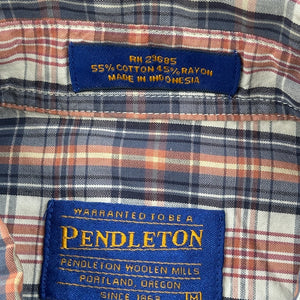 RN 29685
55% COTTON 45% RAYON
MADE IN INDONESIA
WARRANTED TO BE A
PENDLETON
PENDLETON WOOLEN MILLS
PORTLAND, OREGON
SINCE 1863 M